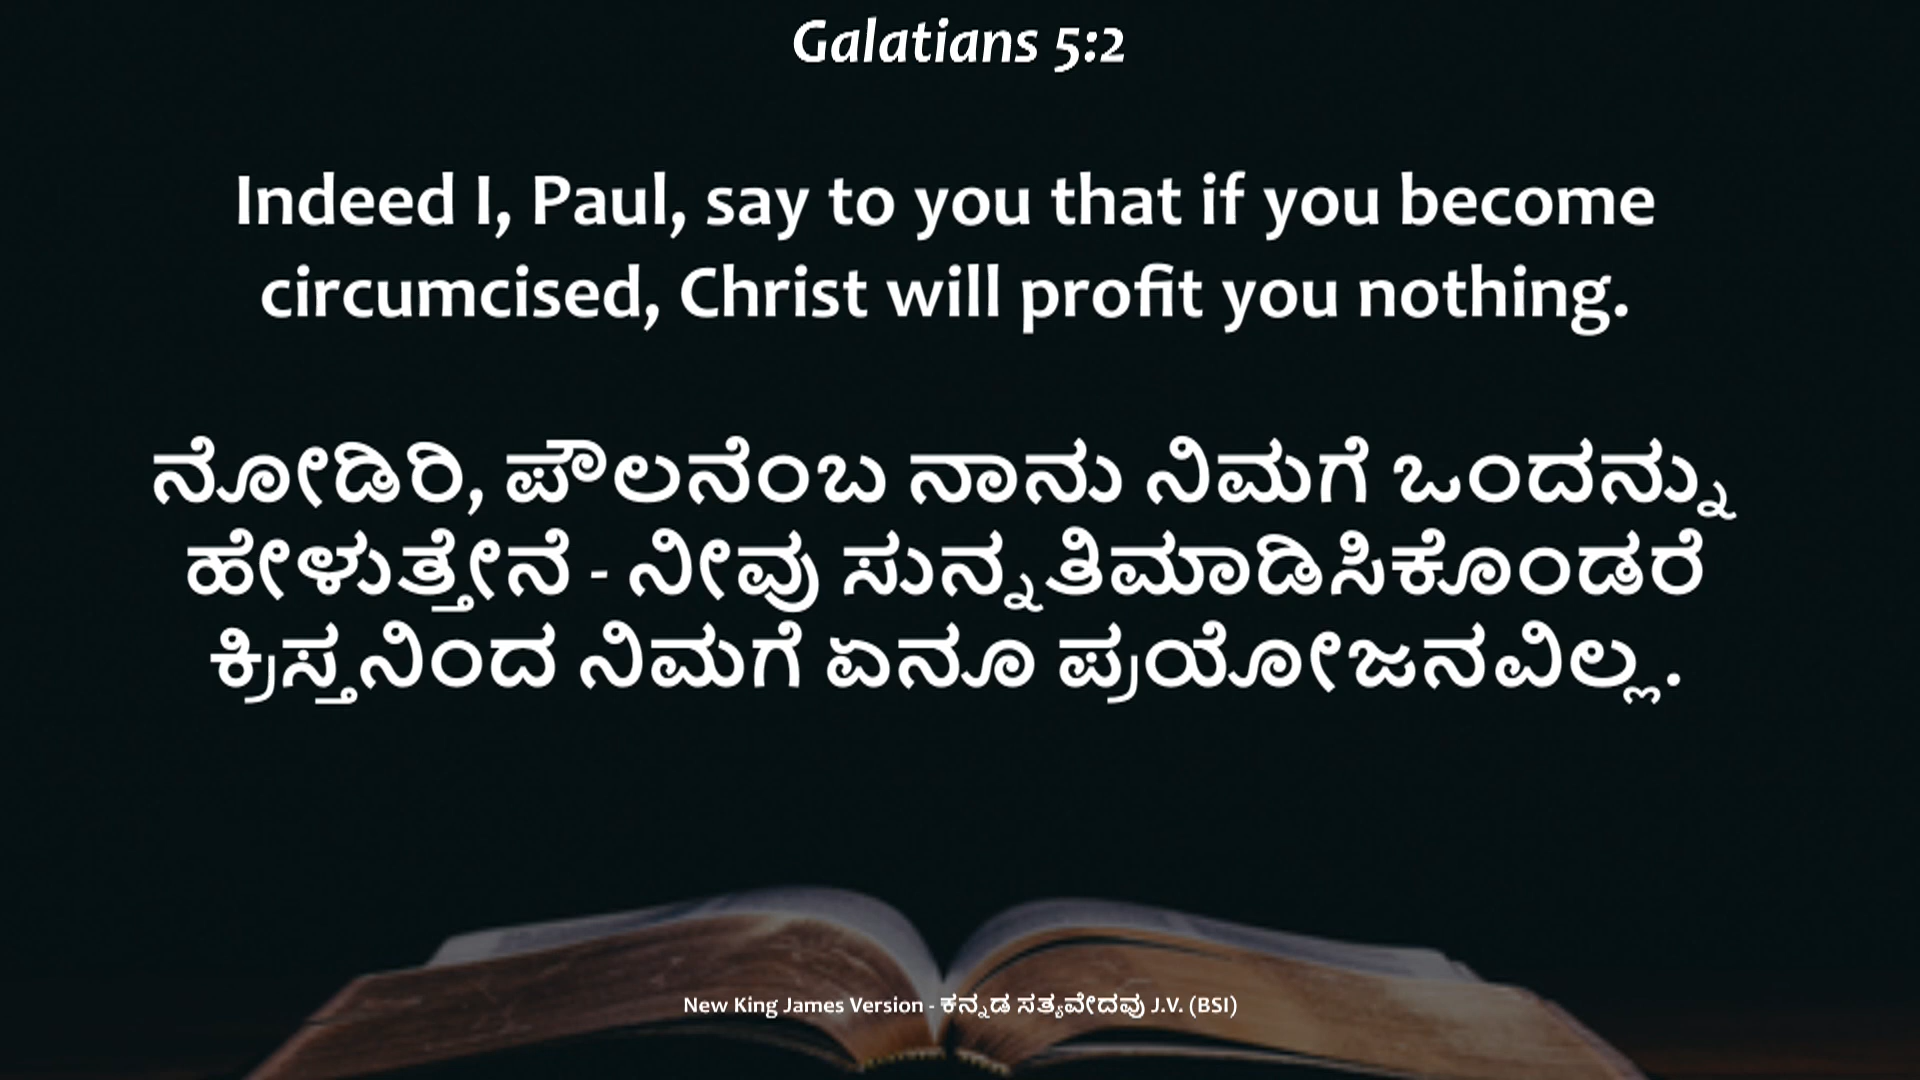 Galatians 5:2
Indeed I, Paul, say to you that if you become
circumcised, Christ will profit you nothing.
ನೋಡಿರಿ, ಪೌಲನೆಂಬ ನಾನು ನಿಮಗೆ ಒಂದನ್ನು
ಹೇಳುತ್ತೇನೆ - ನೀವು ಸುನ್ನತಿಮಾಡಿಸಿಕೊಂಡರೆ
ಕ್ರಿಸ್ತನಿಂದ ನಿಮಗೆ ಏನೂ ಪ್ರಯೋಜನವಿಲ್ಲ.
New King James Version - ಕನ್ನಡ ಸತ್ಯವೇದವು J.V. (BSI)